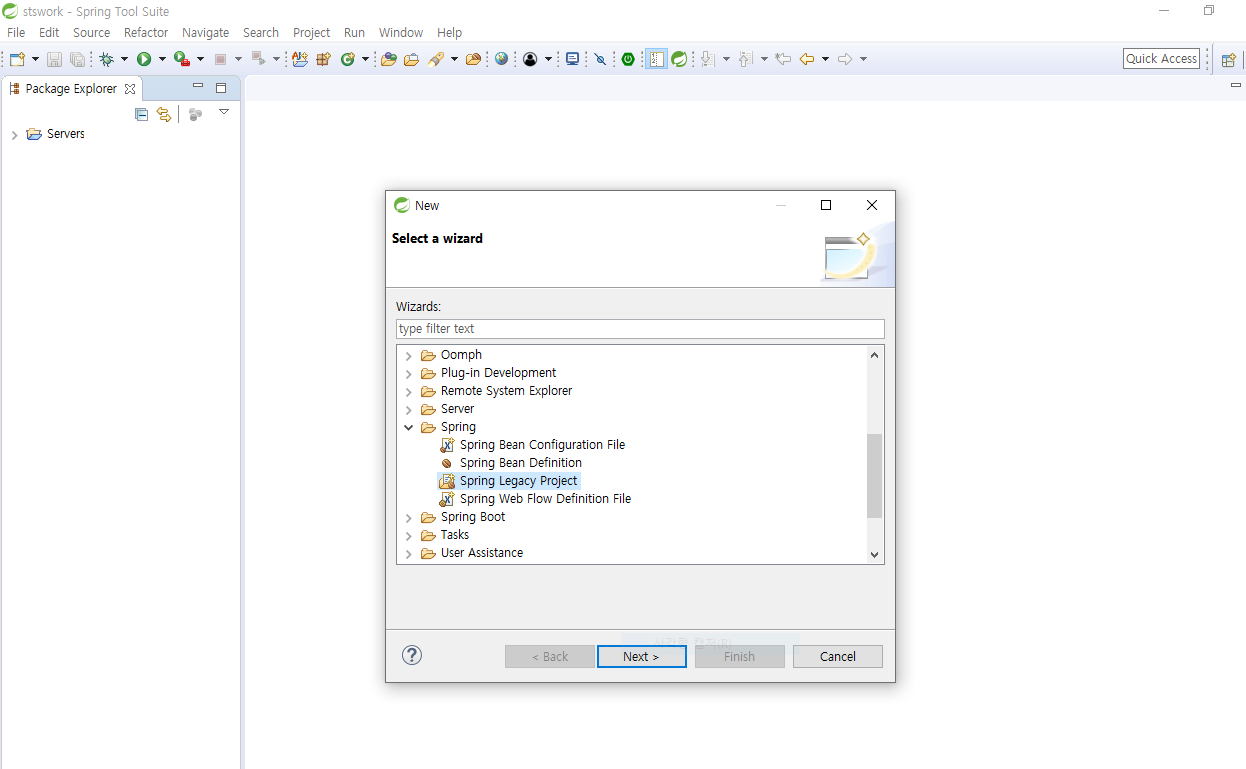 stswork - Spring Tool Suite
File Edit Source Refactor Navigate Search Project Run Window Help
Quick Access
Package Explorer
Servers
New
Select a wizard
Wizards:
type filter text
Oomph
Plug-in Development
Remote System Explorer
Server
Spring
Spring Bean Configuration File
Spring Bean Definition
Spring Legacy Project
Spring Web Flow Definition File
Spring Boot
Tasks
User Assistance
< Back Next > Finish Cancel